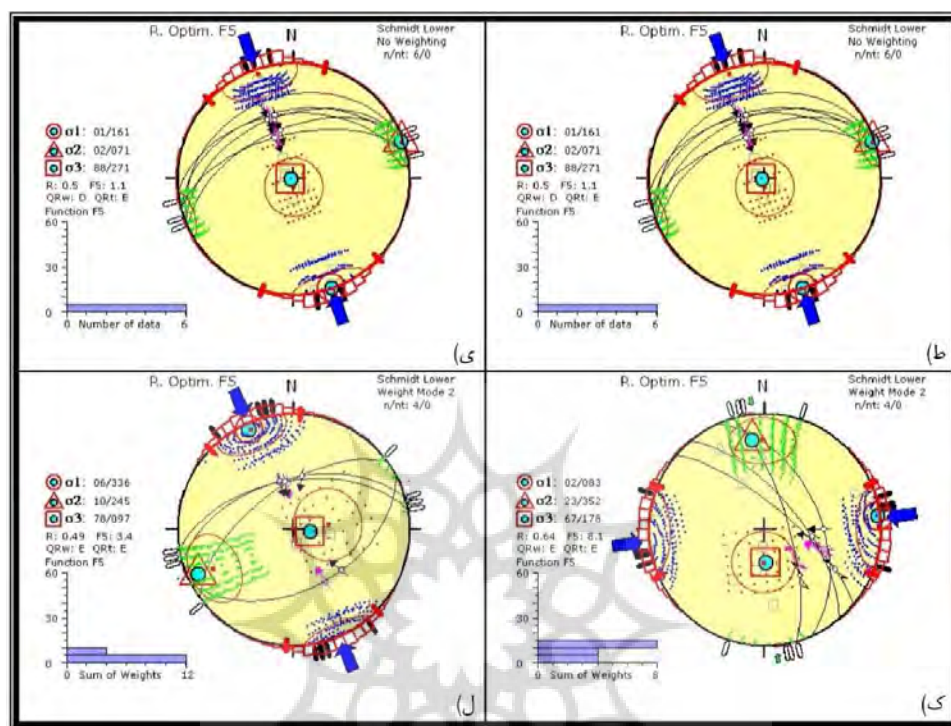 R. Optim. F5
N
Schmidt Lower
No Weighting
n/nt: 6/0
σ1: 01/161
σ2: 02/071
σ3: 88/271
R: 0.5 F5: 1.1
QRw: D QRt: E
Function F5
60
30
0
0 Number of data 6
ی)
R. Optim. F5
N
Schmidt Lower
No Weighting
n/nt: 6/0
σ1: 01/161
σ2: 02/071
σ3: 88/271
R: 0.5 F5: 1.1
QRw: D QRt: E
Function F5
60
30
0
0 Number of data 6
ط)
R. Optim. F5
N
Schmidt Lower
Weight Mode 2
n/nt: 4/0
σ1: 06/336
σ2: 10/245
σ3: 78/097
R: 0.49 F5: 3.4
QRw: E QRt: E
Function F5
60
30
0
0 Sum of Weights 12
ل)
R. Optim. F5
N
Schmidt Lower
Weight Mode 2
n/nt: 4/0
σ1: 02/083
σ2: 23/352
σ3: 67/178
R: 0.64 F5: 8.1
QRw: E QRt: E
Function F5
60
30
0
0 Sum of Weights 8
ک)